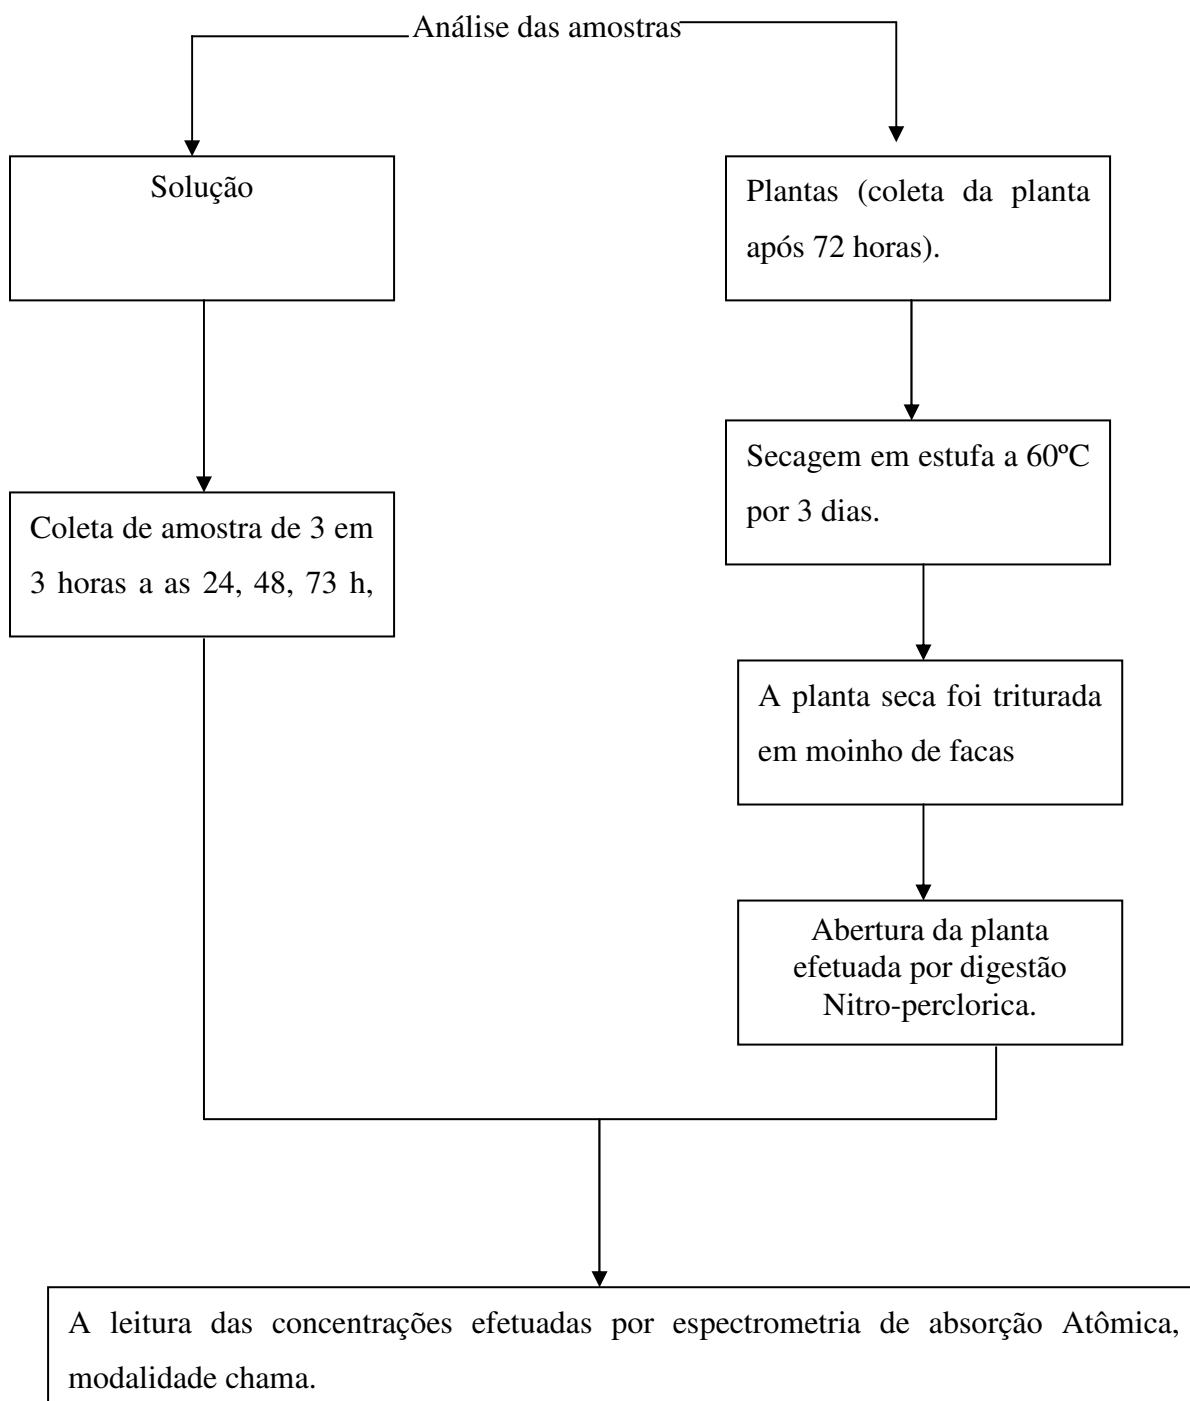 Análise das amostras
Solução
Coleta de amostra de 3 em
3 horas a as 24, 48, 73 h,
Plantas (coleta da planta
após 72 horas).
Secagem em estufa a 60ºC
por 3 dias.
A planta seca foi triturada
em moinho de facas
Abertura da planta
efetuada por digestão
Nitro-perclorica.
A leitura das concentrações efetuadas por espectrometria de absorção Atômica,
modalidade chama.